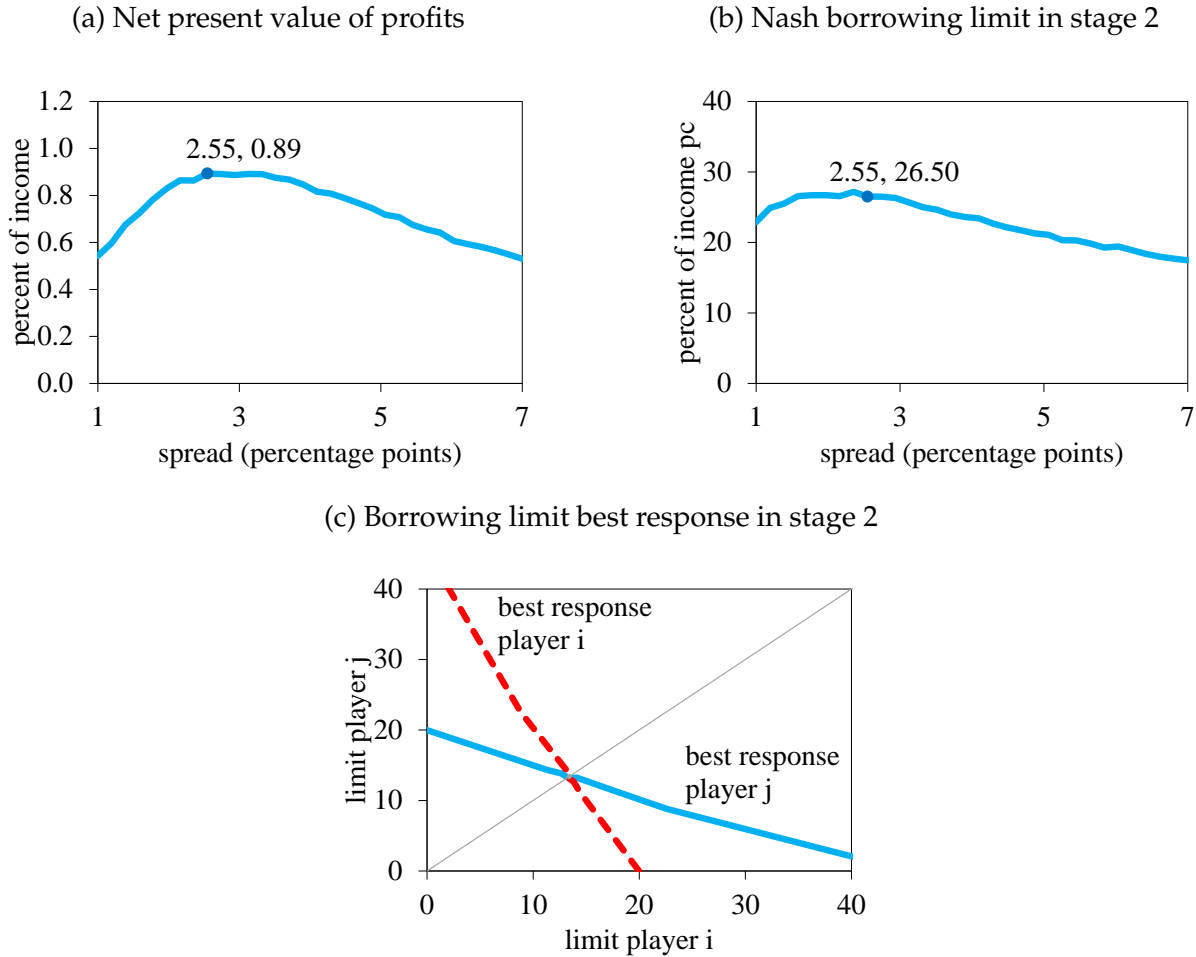 (a) Net present value of profits
percent of income
1.2
1.0
0.8
0.6
0.4
0.2
0.0
2.55, 0.89
1 3 5 7
spread (percentage points)
(b) Nash borrowing limit in stage 2
percent of income pc
40
30
20
10
0
2.55, 26.50
1 3 5 7
spread (percentage points)
(c) Borrowing limit best response in stage 2
limit player j
40
30
20
10
0
best response
player i
best response
player j
0 10 20 30 40
limit player i